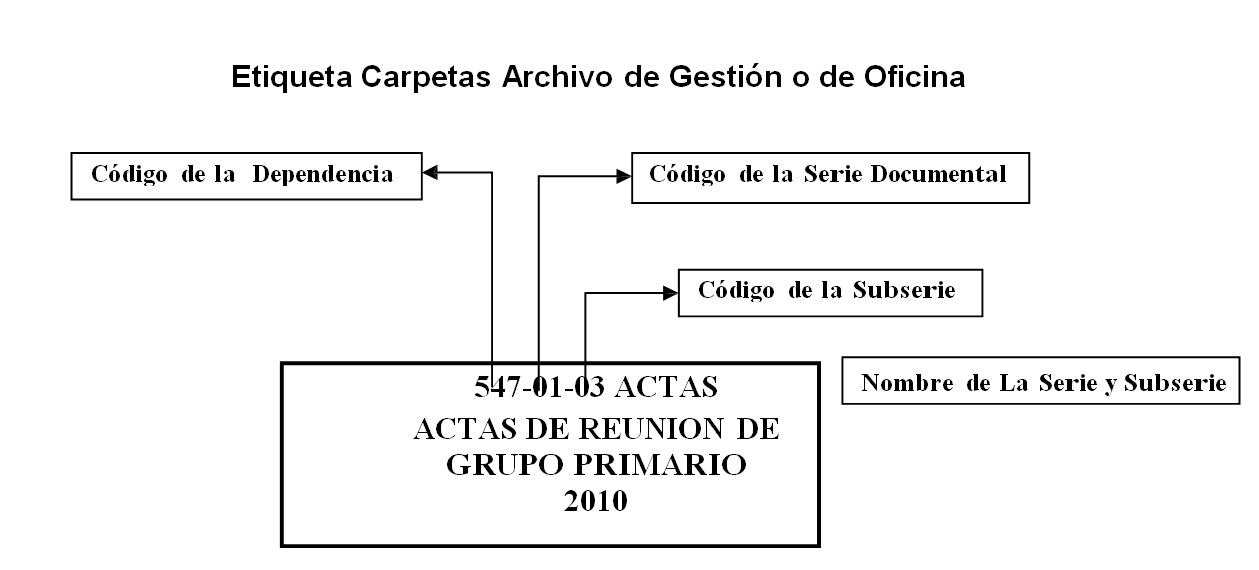 Etiqueta Carpetas Archivo de Gestión o de Oficina
Código de la Dependencia
Código de la Serie Documental
Código de la Subserie
547-01-03 ACTAS
Nombre de La Serie y Subserie
ACTAS DE REUNION DE
GRUPO PRIMARIO
2010